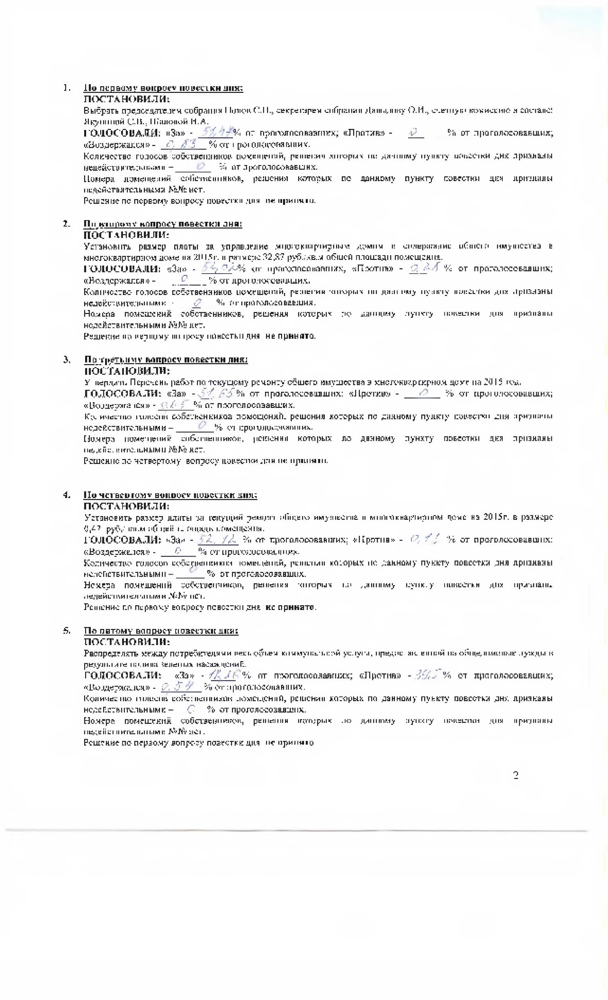 1. По первому вопросу повестки дня:
ПОСТАНОВИЛИ:
Выбрать председателем собрания С.П., секретарем собрания Давыдову О.И., счетную комиссию в составе:
Якуниной С.В., Шаловой Н.А.
ГОЛОСОВАЛИ: «За» - 51,47% от проголосовавших; «Против» - 0 % от проголосовавших;
«Воздержался» - 0,83 % от проголосовавших.
Количество голосов собственников помещений, решения которых по данному пункту повестки дня признаны
недействительными – 0 % от проголосовавших.
Номера помещений собственников, решения которых по данному пункту повестки дня признаны
недействительными №№ нет.
Решение по первому вопросу повестки дня не принято.
2. По второму вопросу повестки дня:
ПОСТАНОВИЛИ:
Установить размер платы за управление многоквартирным домом и содержание общего имущества в
многоквартирном доме на 2015г. в размере 32,87 руб./кв.м общей площади помещения.
ГОЛОСОВАЛИ: «За» - % от проголосовавших; «Против» - % от проголосовавших;
«Воздержался» - 0 % от проголосовавших.
Количество голосов собственников помещений, решения которых по данному пункту повестки дня признаны
недействительными - 0 % от проголосовавших.
Номера помещений собственников, решения которых по данному пункту повестки дня признаны
недействительными №№ нет.
Решение по первому вопросу повестки дня не принято.
3. По третьему вопросу повестки дня:
ПОСТАНОВИЛИ:
Утвердить Перечень работ по текущему ремонту общего имущества в многоквартирном доме на 2015 год.
ГОЛОСОВАЛИ: «За» - 51,65% от проголосовавших; «Против» - 0 % от проголосовавших;
«Воздержался» - 0,65 % от проголосовавших.
Количество голосов собственников помещений, решения которых по данному пункту повестки дня признаны
недействительными – 0 % от проголосовавших.
Номера помещений собственников, решения которых по данному пункту повестки дня признаны
недействительными №№ нет.
Решение по четвертому вопросу повестки дня не принято.
4. По четвертому вопросу повестки дня:
ПОСТАНОВИЛИ:
Установить размер платы за текущий ремонт общего имущества в многоквартирном доме на 2015г. в размере
руб./ кв.м общей площади помещения.
ГОЛОСОВАЛИ: «За» - 52,12 % от проголосовавших; «Против» - 0,11 % от проголосовавших;
«Воздержался» - 0 % от проголосовавших.
Количество голосов собственников помещений, решения которых по данному пункту повестки дня признаны
недействительными – 0 % от проголосовавших.
Номера помещений собственников, решения которых по данному пункту повестки дня признаны
недействительными №№ нет.
Решение по первому вопросу повестки дня не принято.
5. По пятому вопросу повестки дня:
ПОСТАНОВИЛИ:
Распределять между потребителями весь объем коммунальной услуги, предоставленной на общедомовые нужды в
результате полива зеленых насаждений.
ГОЛОСОВАЛИ: «За» - % от проголосовавших; «Против» - % от проголосовавших;
«Воздержался» - 0,54 % от проголосовавших.
Количество голосов собственников помещений, решения которых по данному пункту повестки дня признаны
недействительными – 0 % от проголосовавших.
Номера помещений собственников, решения которых по данному пункту повестки дня признаны
недействительными №№ нет.
Решение по первому вопросу повестки дня не принято
2